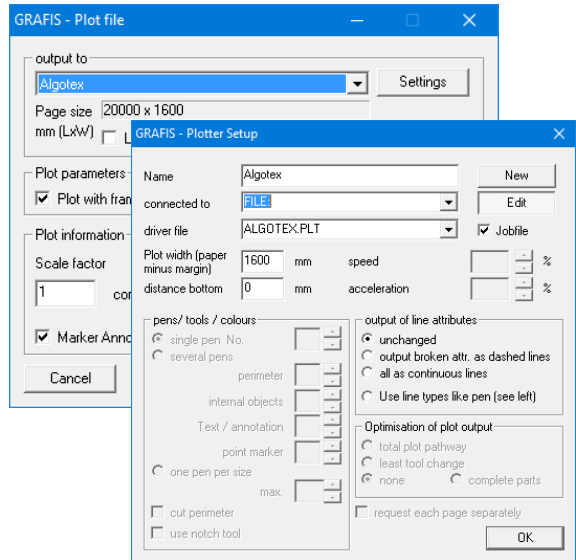 GRAFIS - Plot file
output to
Algotex
Settings
Page size 20000 x 1600
mm (LxW)
Plot parameters
Plot with fran
Plot information
Scale factor
1
cor
Marker Anno
Cancel
GRAFIS - Plotter Setup
Name Algotex New
connected to FILE: Edit
driver file ALGOTEX.PLT Jobfile
Plot width (paper
minus margin) 1600 mm speed %
distance bottom 0 mm acceleration %
pens/ tools / colours
single pen No.
several pens
perimeter
internal objects
Text / annotation
point marker
one pen per size
max.
cut perimeter
use notch tool
output of line attributes
unchanged
output broken attr. as dashed lines
all as continuous lines
Use line types like pen (see left)
Optimisation of plot output
total plot pathway
least tool change
none complete parts
request each page separately
OK